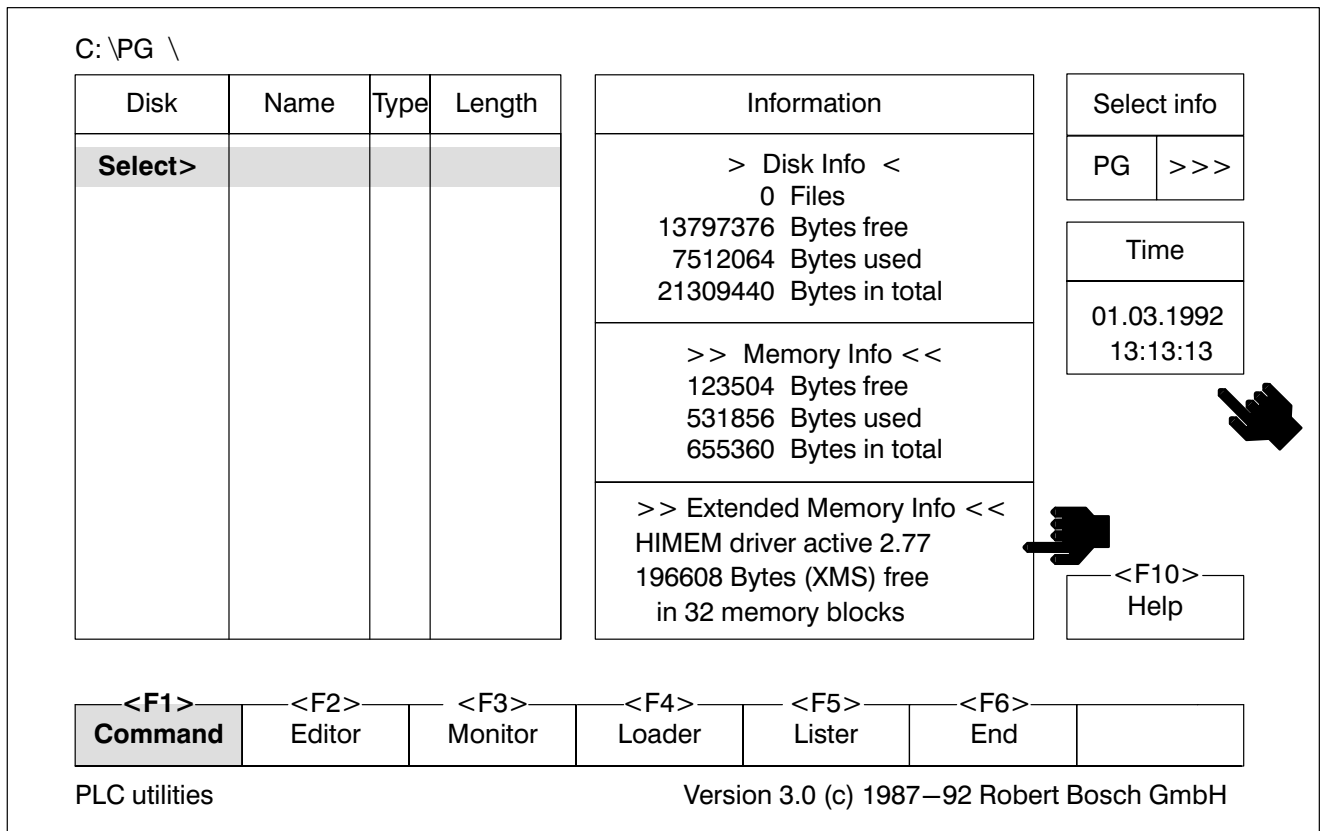 C: \PG \
Disk Name Type Length
Select>
Information
> Disk Info <
0 Files
13797376 Bytes free
7512064 Bytes used
21309440 Bytes in total
>> Memory Info <<
123504 Bytes free
531856 Bytes used
655360 Bytes in total
>> Extended Memory Info <<
HIMEM driver active 2.77
196608 Bytes (XMS) free
in 32 memory blocks
Select info
PG >>>
Time
01.03.1992
13:13:13
<F10>
Help
<F1> <F2> <F3> <F4> <F5> <F6>
Command Editor Monitor Loader Lister End
PLC utilities Version 3.0 (c) 1987–92 Robert Bosch GmbH